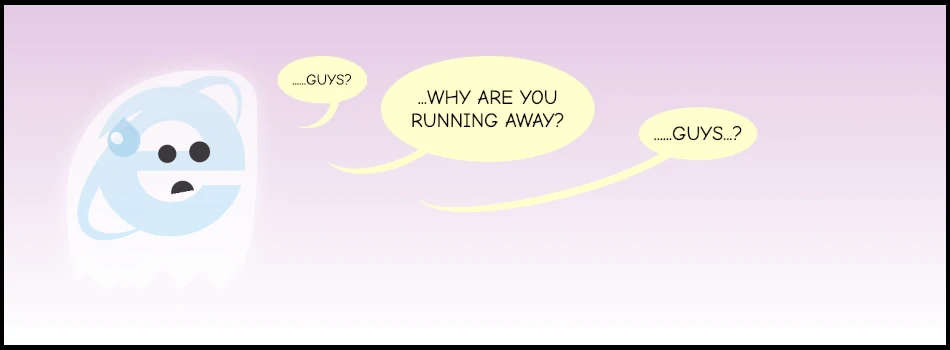 ......GUYS?
...WHY ARE YOU
RUNNING AWAY?
......GUYS...?